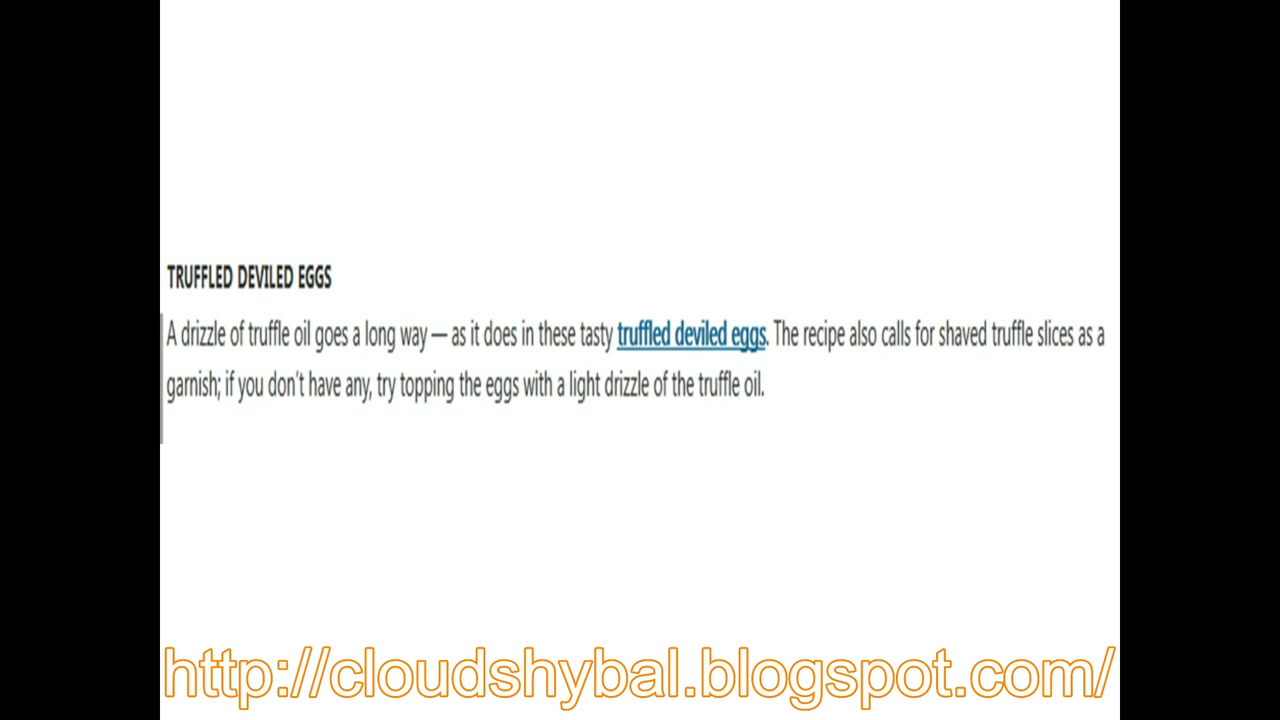 TRUFFLED DEVILED EGGS
A drizzle of truffle oil goes a long way — as it does in these tasty truffled deviled eggs. The recipe also calls for shaved truffle slices as a
garnish; if you don't have any, try topping the eggs with a light drizzle of the truffle oil.
http://cloudshybal.blogspot.com/